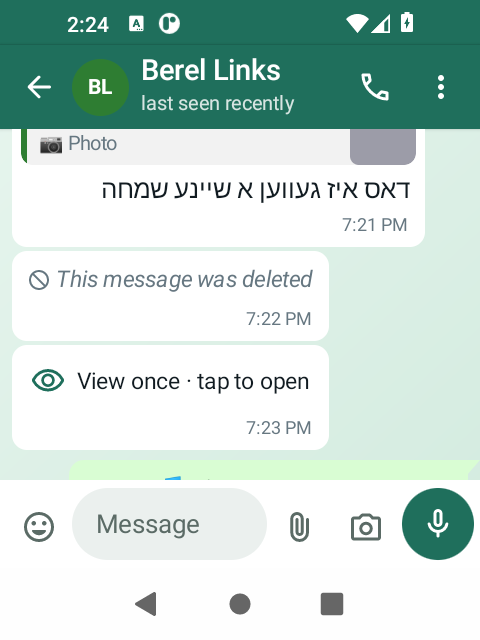 2:24 A
BL Berel Links
last seen recently
📷 Photo
דאס איז געווען א שיינע שמחה
7:21 PM
This message was deleted
7:22 PM
View once · tap to open
7:23 PM
Message